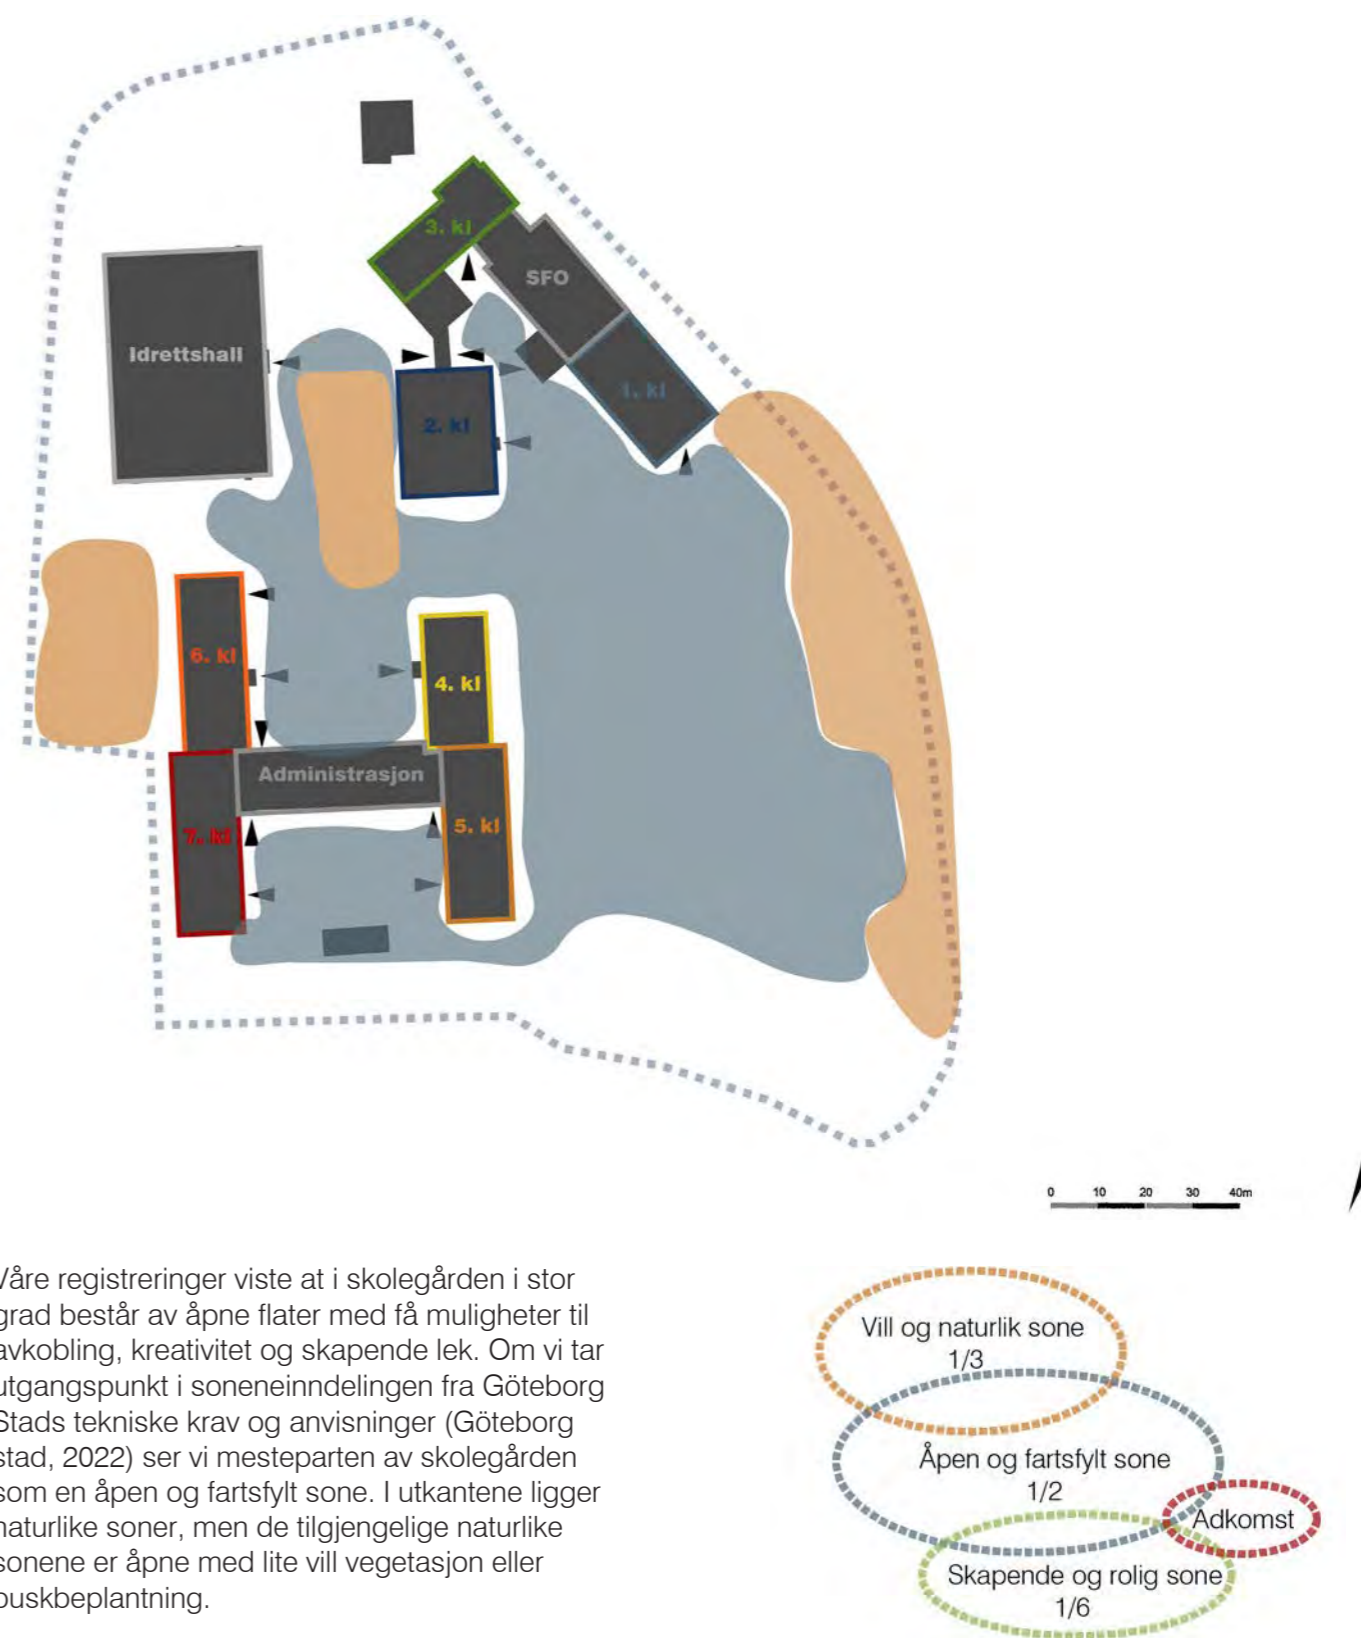 3. kl
SFO
Idrettshall
1. kl
2. kl
6. kl
4. kl
Administrasjon
7. kl
5. kl
0 10 20 30 40m
Våre registreringer viste at i skolegården i stor
grad består av åpne flater med få muligheter til
avkobling, kreativitet og skapende lek. Om vi tar
utgangspunkt i soneneinndelingen fra Göteborg
Stads tekniske krav og anvisninger (Göteborg
stad, 2022) ser vi mesteparten av skolegården
som en åpen og fartsfylt sone. I utkantene ligger
naturlike soner, men de tilgjengelige naturlike
sonene er åpne med lite vill vegetasjon eller
buskbeplantning.
Vill og naturlik sone
1/3
Åpen og fartsfylt sone
1/2
Adkomst
Skapende og rolig sone
1/6